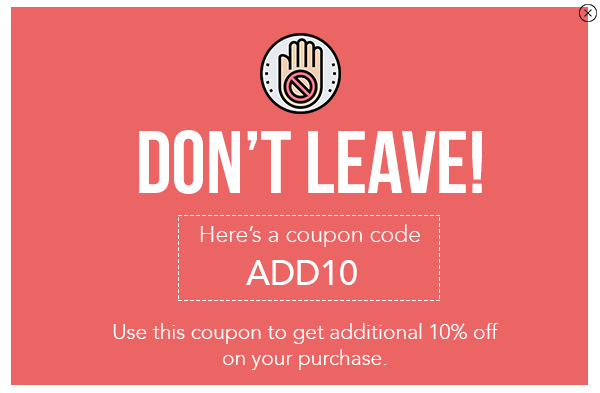 DON'T LEAVE!
Here's a coupon code
ADD10
Use this coupon to get additional 10% off
on your purchase.